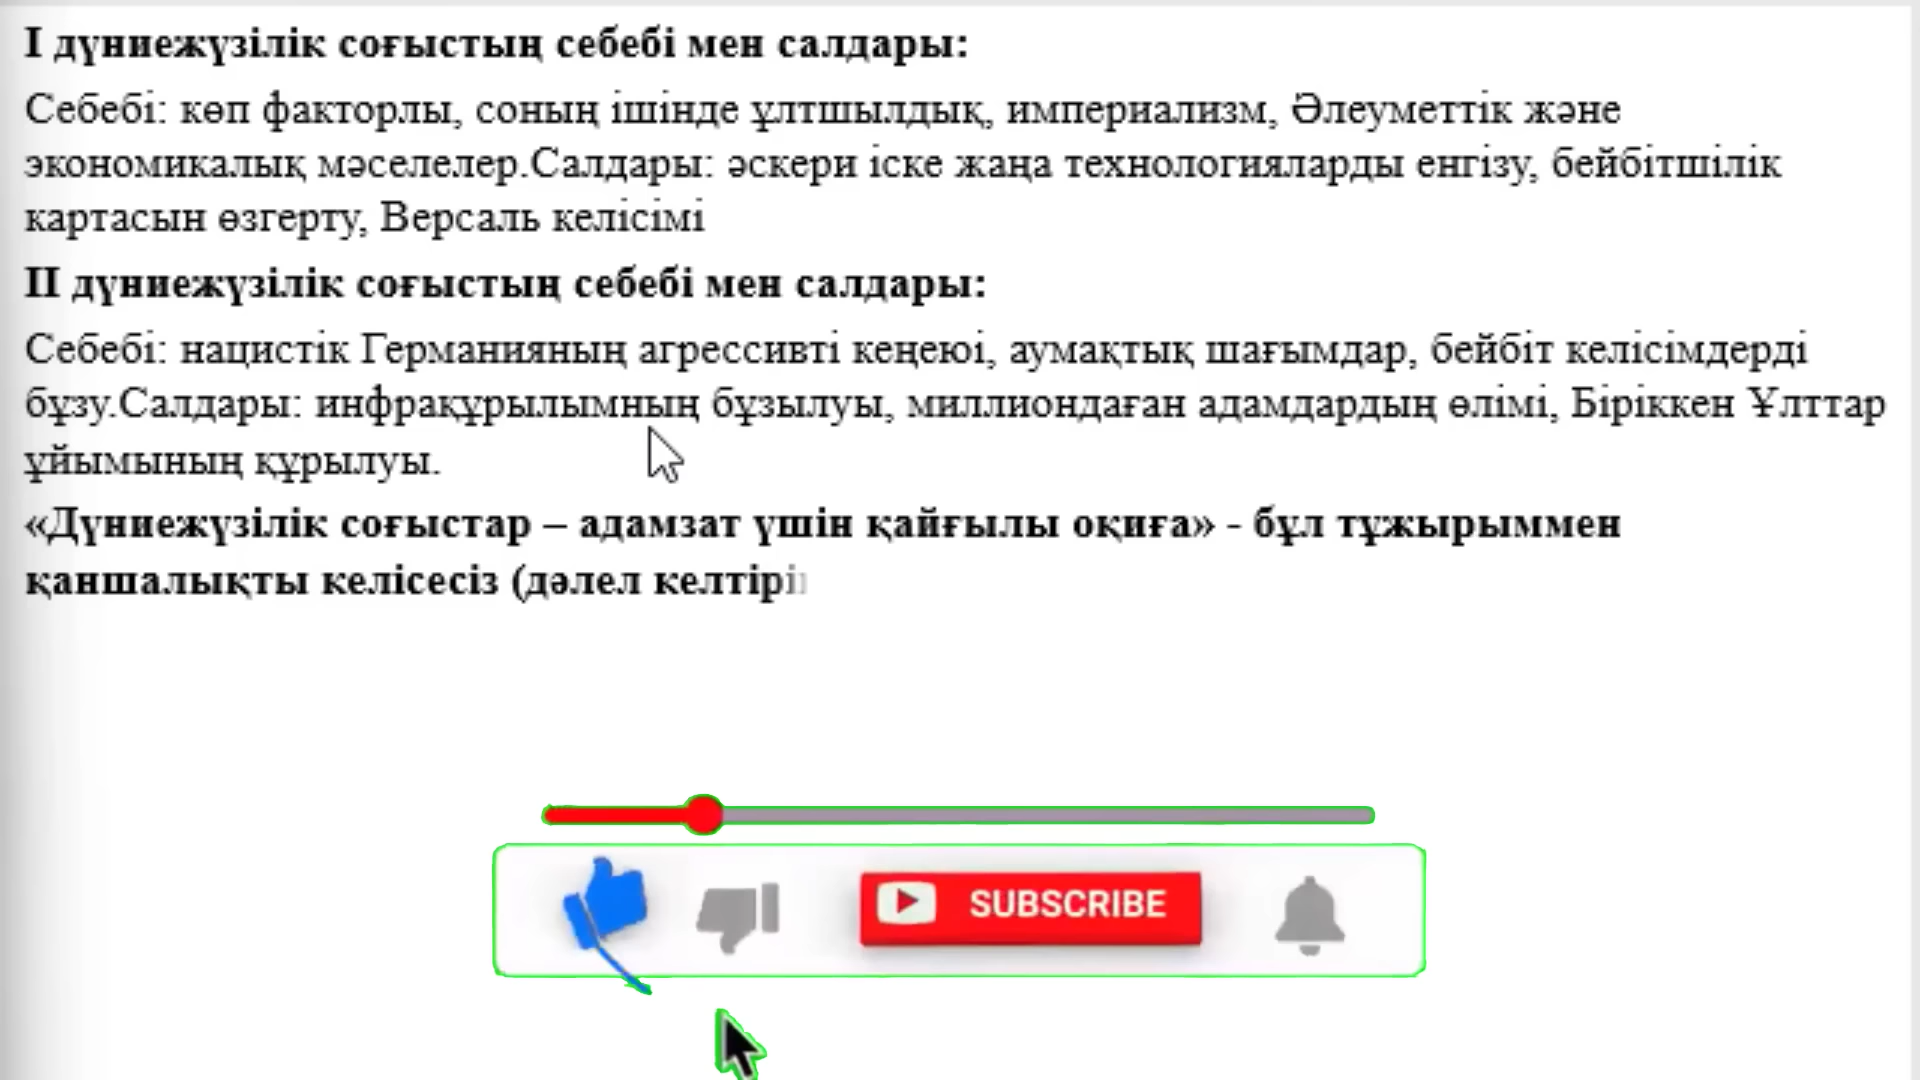 I дүниежүзілік соғыстың себебі мен салдары:
Себебі: көп факторлы, соның ішінде ұлтшылдық, империализм, Әлеуметтік және
экономикалық мәселелер.Салдары: әскери іске жаңа технологияларды енгізу, бейбітшілік
картасын өзгерту, Версаль келісімі
II дүниежүзілік соғыстың себебі мен салдары:
Себебі: нацистік Германияның агрессивті кеңеюі, аумақтық шағымдар, бейбіт келісімдерді
бұзу.Салдары: инфрақұрылымның бұзылуы, миллиондаған адамдардың өлімі, Біріккен Ұлттар
ұйымының құрылуы.
«Дүниежүзілік соғыстар – адамзат үшін қайғылы оқиға» - бұл тұжырыммен
қаншалықты келісесіз (дәлел
SUBSCRIBE